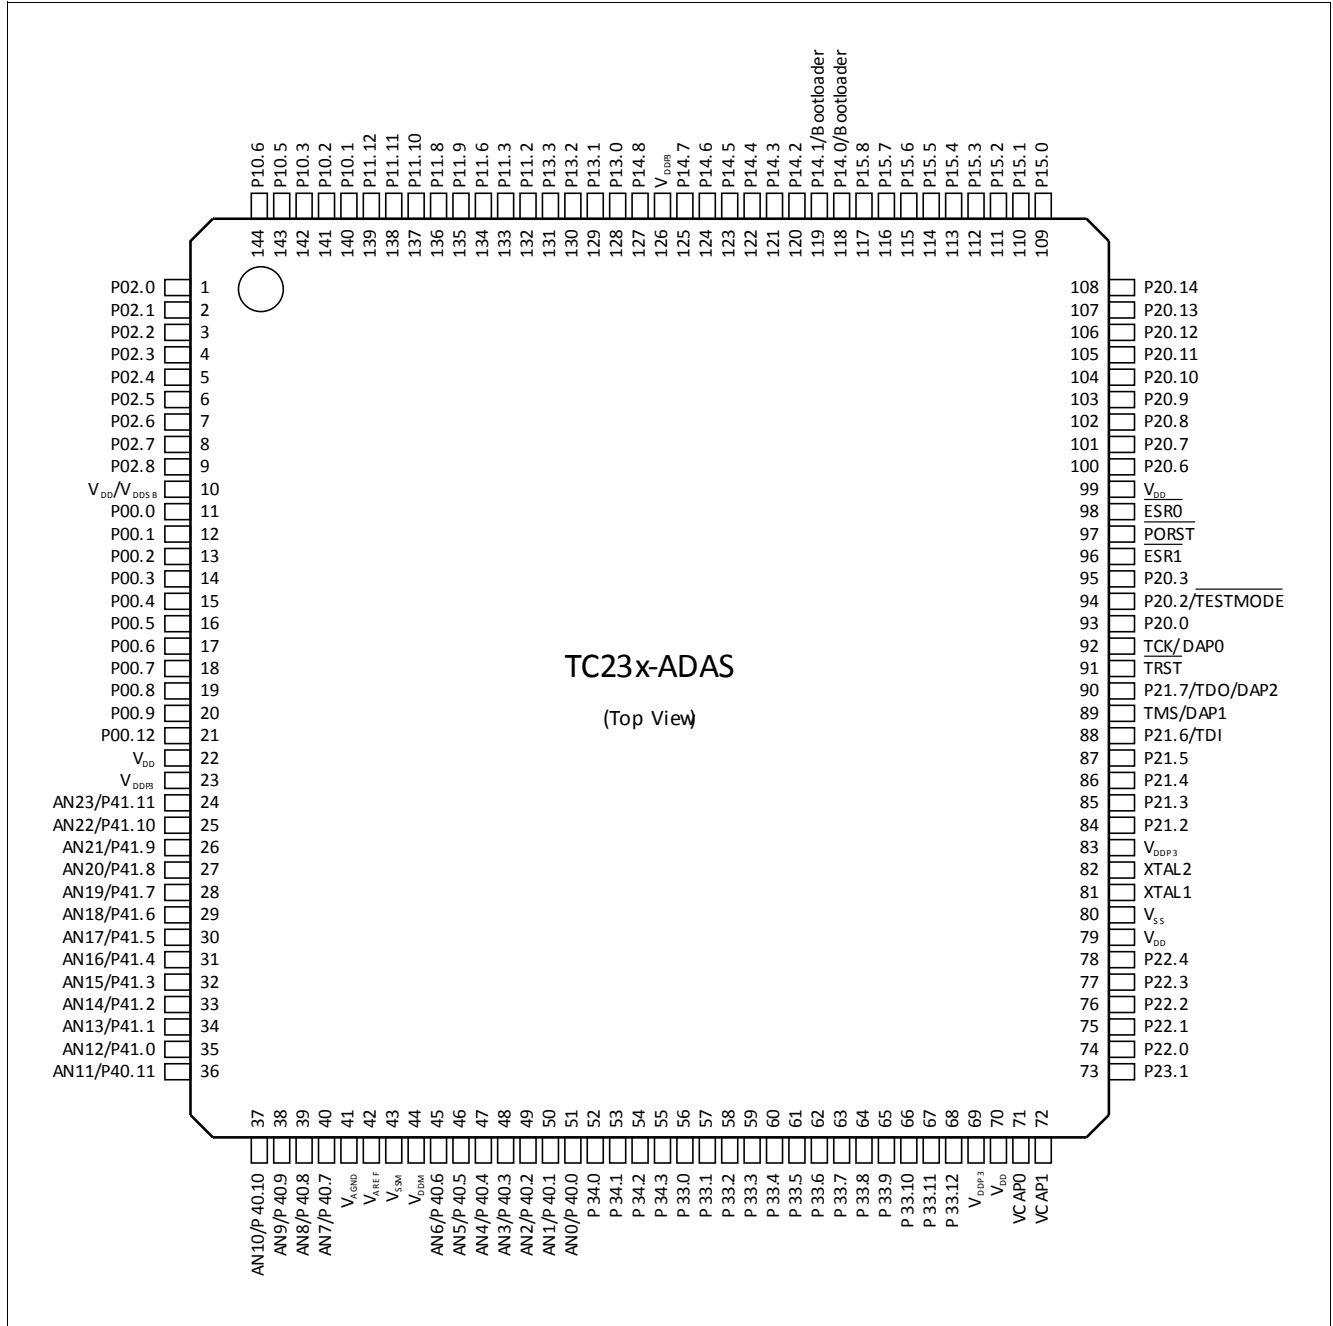 P10.6
P10.5
P10.3
P10.2
P10.1
P11.12
P11.11
P11.10
P11.8
P11.9
P11.6
P11.3
P11.2
P13.3
P13.2
P13.1
P13.0
P14.8
VDDP3
P14.7
P14.6
P14.5
P14.4
P14.3
P14.2
P14.1/Bootloader
P14.0/Bootloader
P15.8
P15.7
P15.6
P15.5
P15.4
P15.3
P15.2
P15.1
P15.0
144 143 142 141 140 139 138 137 136 135 134 133 132 131 130 129 128 127 126 125 124 123 122 121 120 119 118 117 116 115 114 113 112 111 110 109
P02.0 1
P02.1 2
P02.2 3
P02.3 4
P02.4 5
P02.5 6
P02.6 7
P02.7 8
P02.8 9
VDD/VDDSB 10
P00.0 11
P00.1 12
P00.2 13
P00.3 14
P00.4 15
P00.5 16
P00.6 17
P00.7 18
P00.8 19
P00.9 20
P00.12 21
VDD 22
VDDP3 23
AN23/P41.11 24
AN22/P41.10 25
AN21/P41.9 26
AN20/P41.8 27
AN19/P41.7 28
AN18/P41.6 29
AN17/P41.5 30
AN16/P41.4 31
AN15/P41.3 32
AN14/P41.2 33
AN13/P41.1 34
AN12/P41.0 35
AN11/P40.11 36
TC23x-ADAS
(Top View)
108 P20.14
107 P20.13
106 P20.12
105 P20.11
104 P20.10
103 P20.9
102 P20.8
101 P20.7
100 P20.6
99 VDD
98 ESR0
97 PORST
96 ESR1
95 P20.3
94 P20.2/TESTMODE
93 P20.0
92 TCK/DAP0
91 TRST
90 P21.7/TDO/DAP2
89 TMS/DAP1
88 P21.6/TDI
87 P21.5
86 P21.4
85 P21.3
84 P21.2
83 VDDP3
82 XTAL2
81 XTAL1
80 VSS
79 VDD
78 P22.4
77 P22.3
76 P22.2
75 P22.1
74 P22.0
73 P23.1
37 38 39 40 41 42 43 44 45 46 47 48 49 50 51 52 53 54 55 56 57 58 59 60 61 62 63 64 65 66 67 68 69 70 71 72
AN10/P40.10
AN9/P40.9
AN8/P40.8
AN7/P40.7
VAGND
VAREF
VSSM
VDDM
AN6/P40.6
AN5/P40.5
AN4/P40.4
AN3/P40.3
AN2/P40.2
AN1/P40.1
AN0/P40.0
P34.0
P34.1
P34.2
P34.3
P33.0
P33.1
P33.2
P33.3
P33.4
P33.5
P33.6
P33.7
P33.8
P33.9
P33.10
P33.11
P33.12
VDDP3
VDD
VCAP0
VCAP1